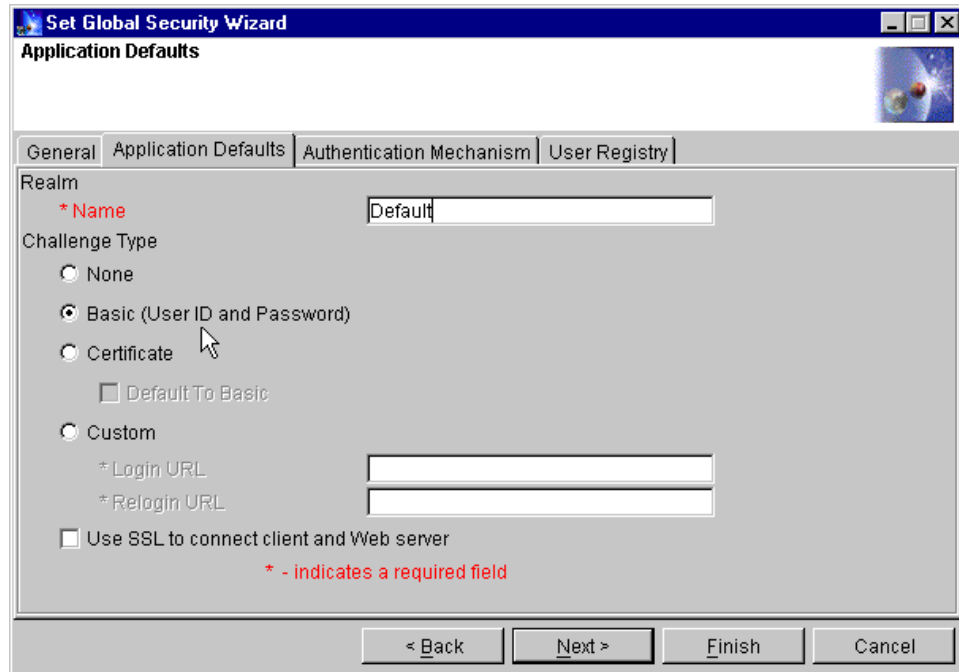 Set Global Security Wizard
Application Defaults
General Application Defaults Authentication Mechanism User Registry
Realm
* Name Default
Challenge Type
None
Basic (User ID and Password)
Certificate
Default To Basic
Custom
* Login URL
* Relogin URL
Use SSL to connect client and Web server
* - indicates a required field
< Back Next > Finish Cancel